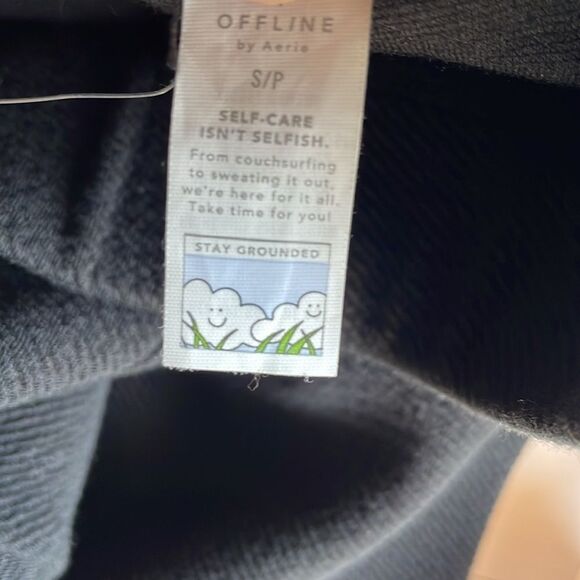 OFFLINE
by Aerie
S/P
SELF-CARE
ISN'T SELFISH.
From couchsurfing
to sweating it out,
we're here for it all.
Take time for you!
STAY GROUNDED